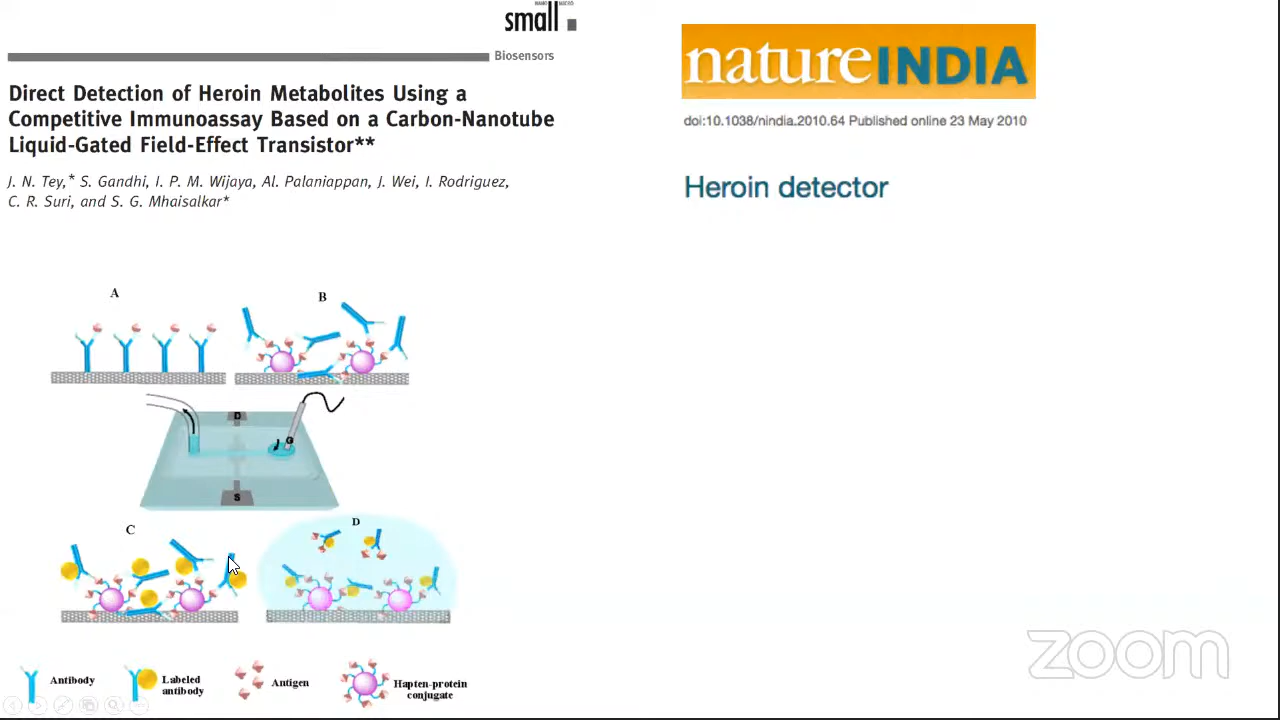 small
Biosensors
Direct Detection of Heroin Metabolites Using a
Competitive Immunoassay Based on a Carbon-Nanotube
Liquid-Gated Field-Effect Transistor**
J. N. Tey,* S. Gandhi, I. P. M. Wijaya, Al. Palaniappan, J. Wei, I. Rodriguez,
C. R. Suri, and S. G. Mhaisalkar*
nature INDIA
doi:10.1038/nindia.2010.64 Published online 23 May 2010
Heroin detector
A
B
D
G
S
C
D
Antibody
Labeled
antibody
Antigen
Hapten-protein
conjugate
zoom